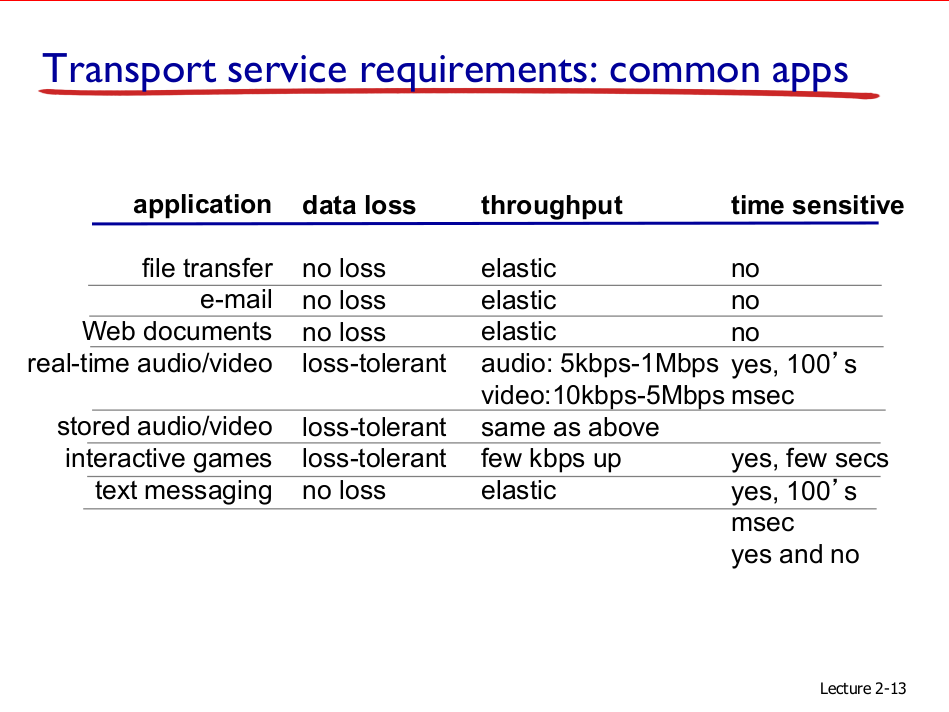 Transport service requirements: common apps
application data loss throughput time sensitive
file transfer no loss elastic no
e-mail no loss elastic no
Web documents no loss elastic no
real-time audio/video loss-tolerant audio: 5kbps-1Mbps yes, 100’s
video:10kbps-5Mbps msec
stored audio/video loss-tolerant same as above
interactive games loss-tolerant few kbps up yes, few secs
text messaging no loss elastic yes, 100’s
msec
yes and no
Lecture 2-13